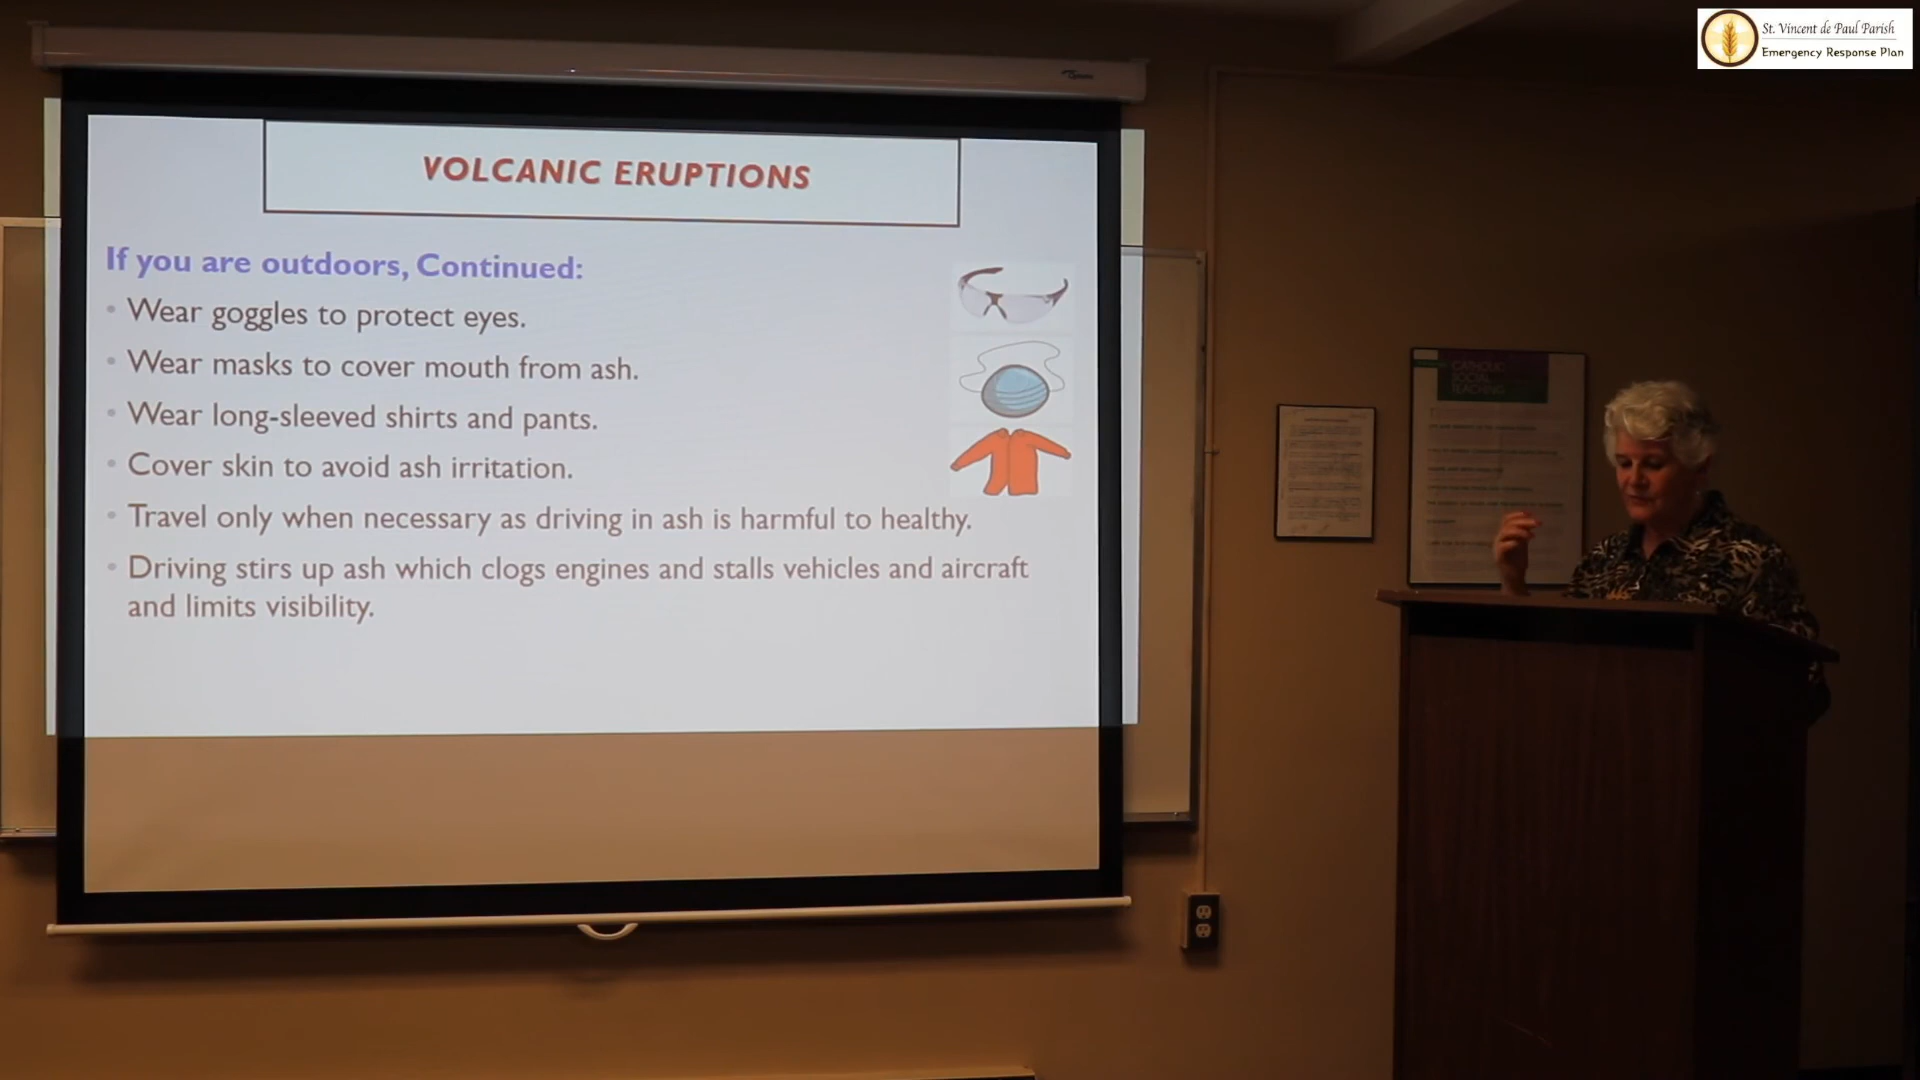 St. Vincent de Paul Parish
Emergency Response Plan
VOLCANIC ERUPTIONS
If you are outdoors, Continued:
• Wear goggles to protect eyes.
• Wear masks to cover mouth from ash.
• Wear long-sleeved shirts and pants.
• Cover skin to avoid ash irritation.
• Travel only when necessary as driving in ash is harmful to healthy.
• Driving stirs up ash which clogs engines and stalls vehicles and aircraft
and limits visibility.
CATHOLIC
SOCIAL
TEACHING